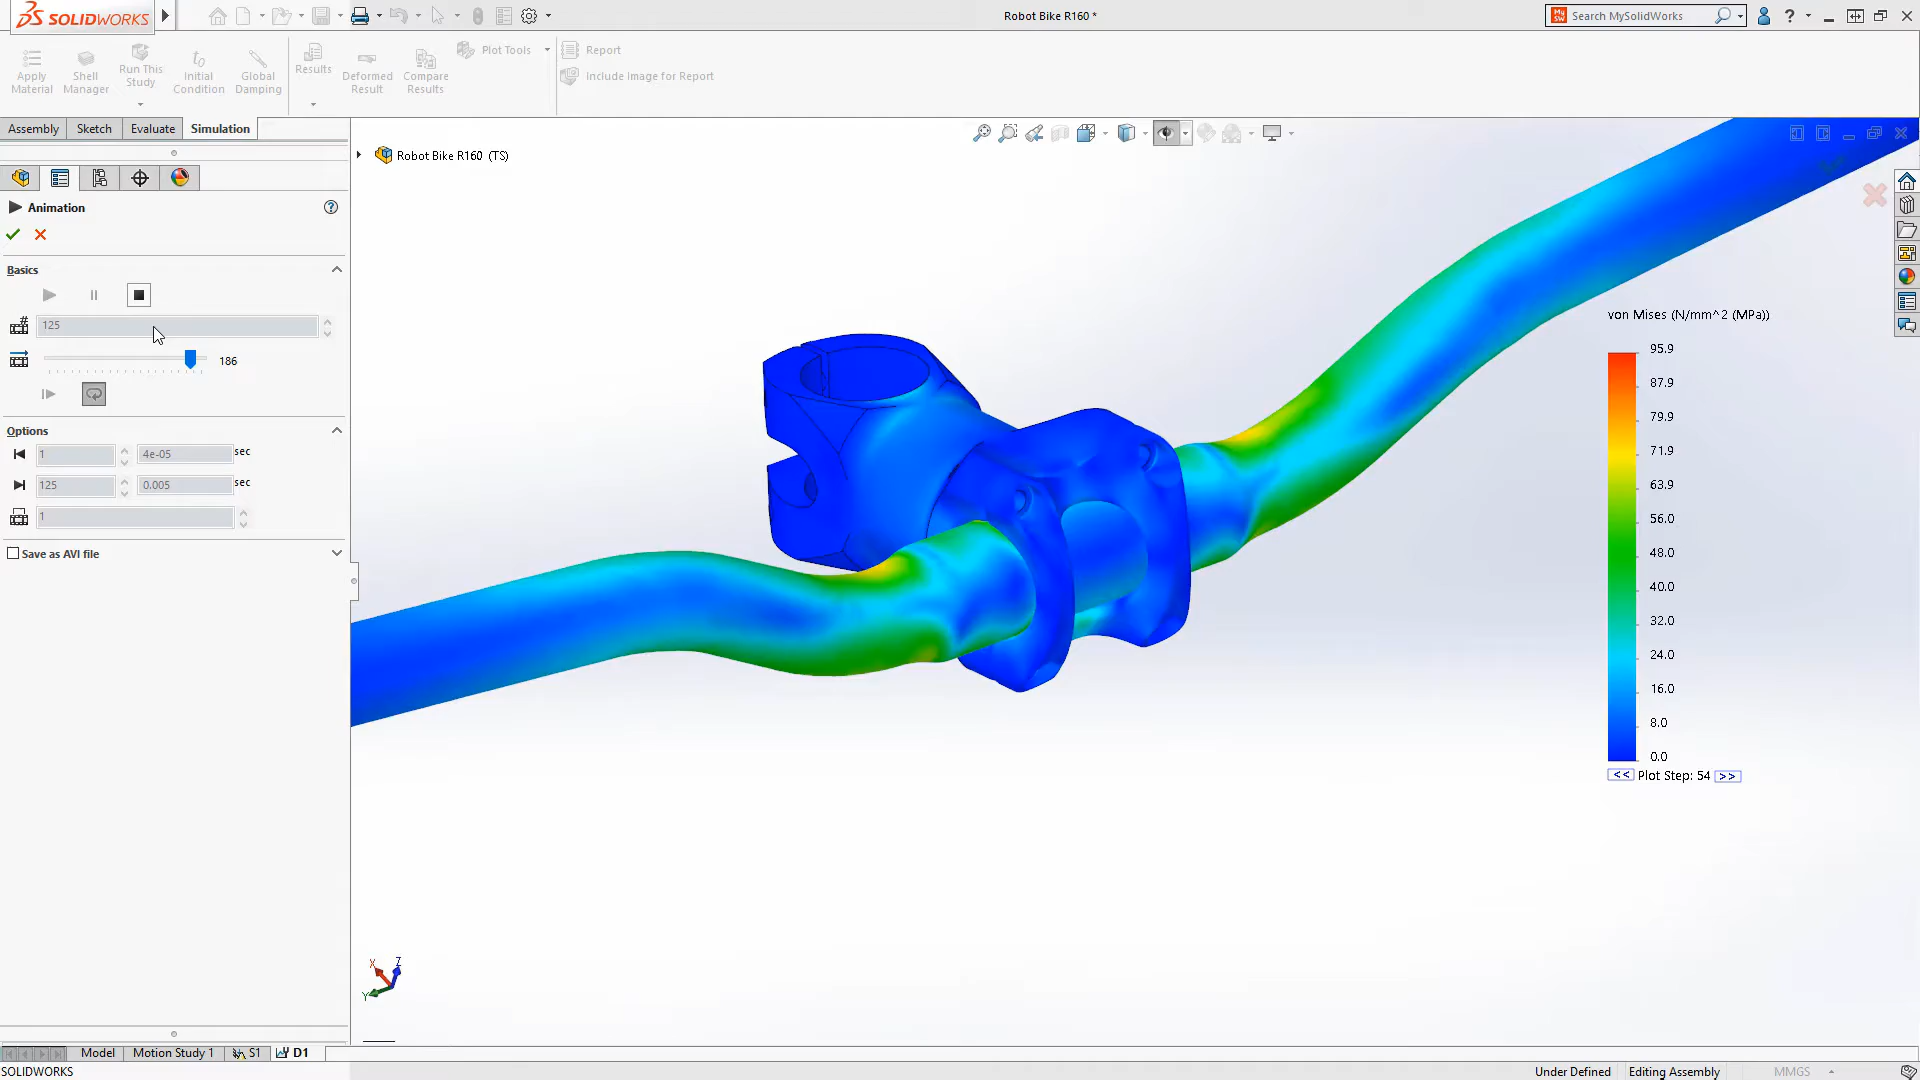 SOLIDWORKS
Robot Bike R160 *
Search MySolidWorks
Apply Material
Shell Manager
Run This Study
Initial Condition
Global Damping
Results
Deformed Result
Compare Results
Plot Tools
Report
Include Image for Report
Assembly
Sketch
Evaluate
Simulation
Robot Bike R160 (TS)
Animation
Basics
125
186
Options
1
4e-05
sec
125
0.005
sec
1
Save as AVI file
von Mises (N/mm^2 (MPa))
95.9
87.9
79.9
71.9
63.9
56.0
48.0
40.0
32.0
24.0
16.0
8.0
0.0
<< Plot Step: 54 >>
X
Z
Y
Model
Motion Study 1
S1
D1
SOLIDWORKS
Under Defined
Editing Assembly
MMGS